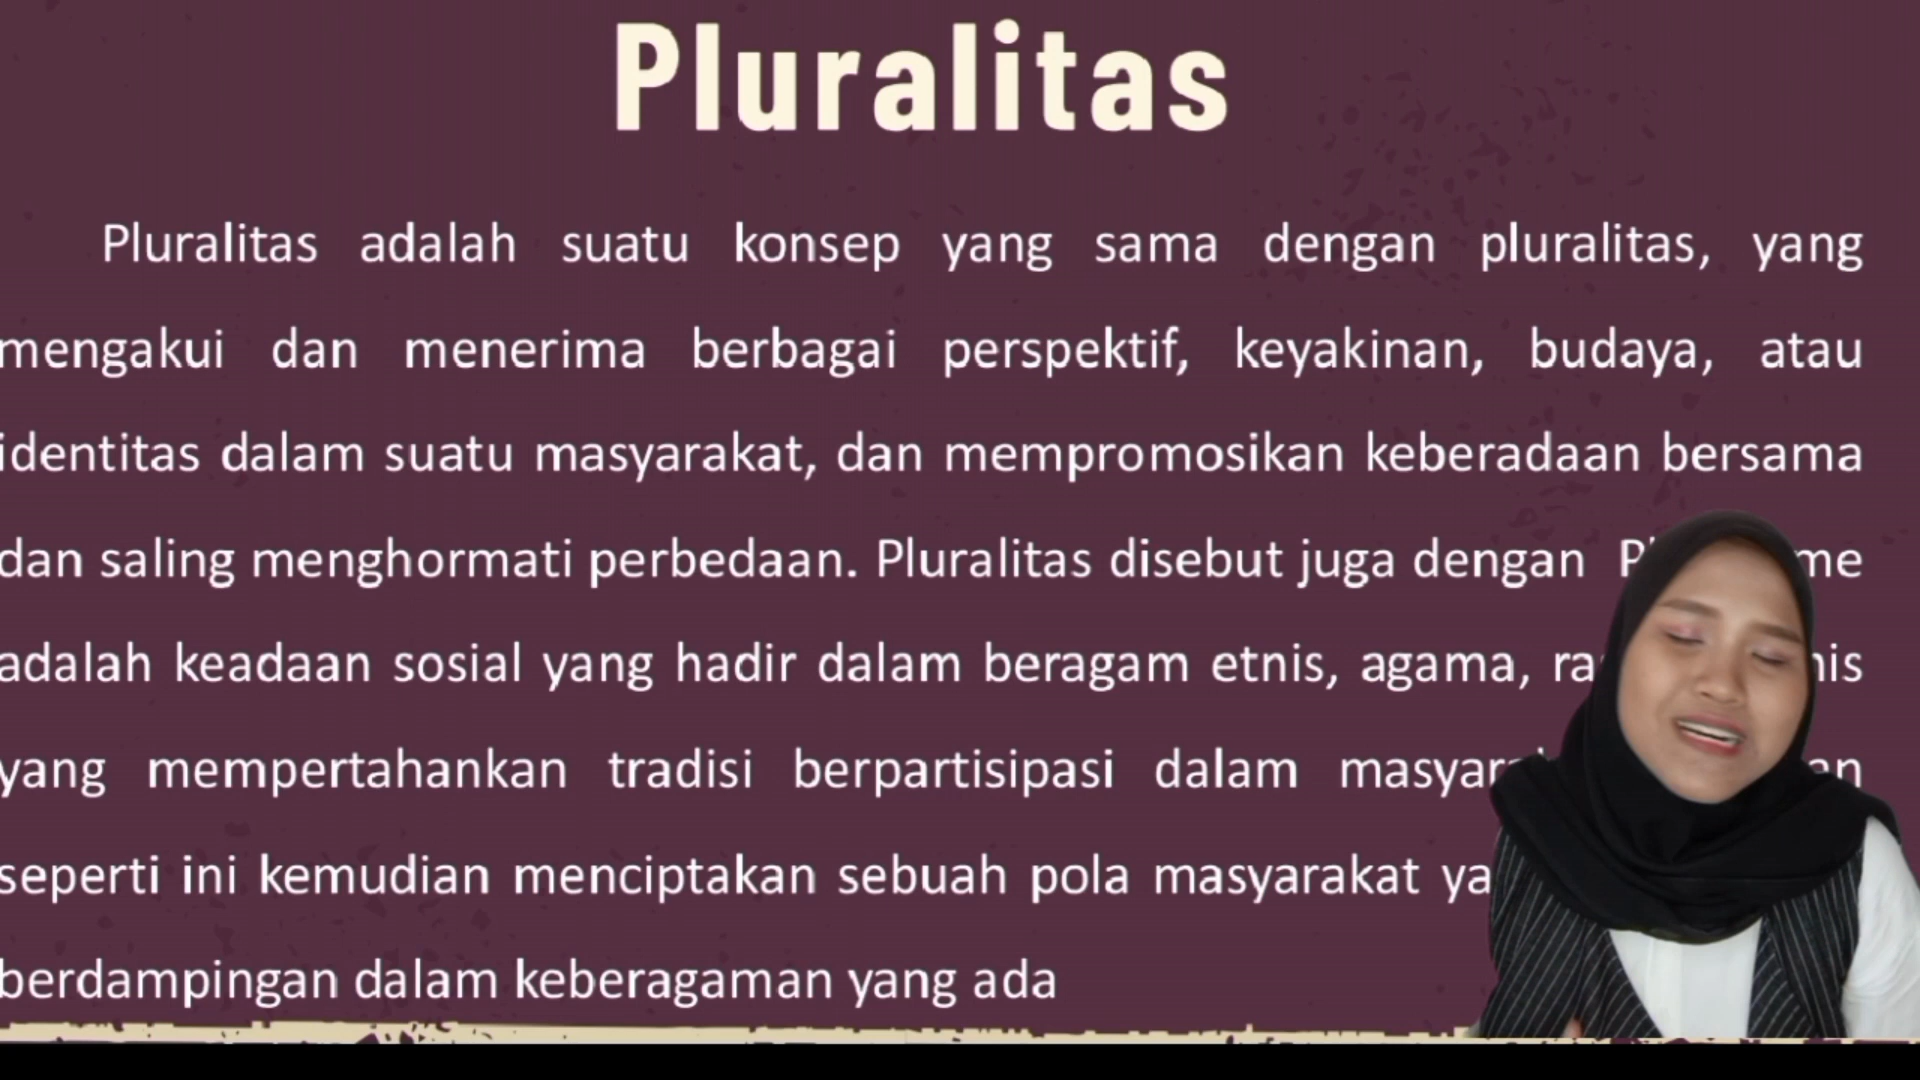 Pluralitas
Pluralitas adalah suatu konsep yang sama dengan pluralitas, yang
mengakui dan menerima berbagai perspektif, keyakinan, budaya, atau
identitas dalam suatu masyarakat, dan mempromosikan keberadaan bersama
dan saling menghormati perbedaan. Pluralitas disebut juga dengan
adalah keadaan sosial yang hadir dalam beragam etnis, agama,
yang mempertahankan tradisi berpartisipasi dalam
seperti ini kemudian menciptakan sebuah pola masyarakat
berdampingan dalam keberagaman yang ada